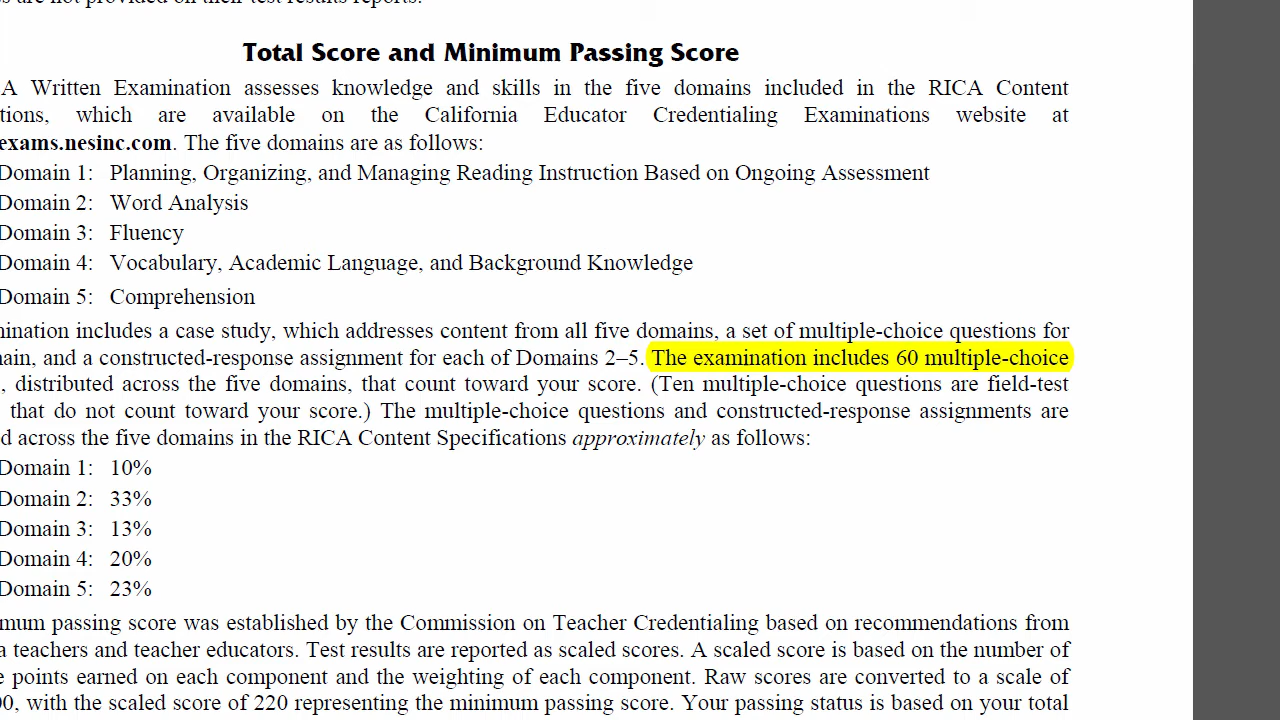 es are not provided on their test results reports.
Total Score and Minimum Passing Score
A Written Examination assesses knowledge and skills in the five domains included in the RICA Content
tions, which are available on the California Educator Credentialing Examinations website at
exams.nesinc.com. The five domains are as follows:
Domain 1: Planning, Organizing, and Managing Reading Instruction Based on Ongoing Assessment
Domain 2: Word Analysis
Domain 3: Fluency
Domain 4: Vocabulary, Academic Language, and Background Knowledge
Domain 5: Comprehension
mination includes a case study, which addresses content from all five domains, a set of multiple-choice questions for
main, and a constructed-response assignment for each of Domains 2–5. The examination includes 60 multiple-choice
, distributed across the five domains, that count toward your score. (Ten multiple-choice questions are field-test
that do not count toward your score.) The multiple-choice questions and constructed-response assignments are
d across the five domains in the RICA Content Specifications approximately as follows:
Domain 1: 10%
Domain 2: 33%
Domain 3: 13%
Domain 4: 20%
Domain 5: 23%
mum passing score was established by the Commission on Teacher Credentialing based on recommendations from
a teachers and teacher educators. Test results are reported as scaled scores. A scaled score is based on the number of
e points earned on each component and the weighting of each component. Raw scores are converted to a scale of
00, with the scaled score of 220 representing the minimum passing score. Your passing status is based on your total